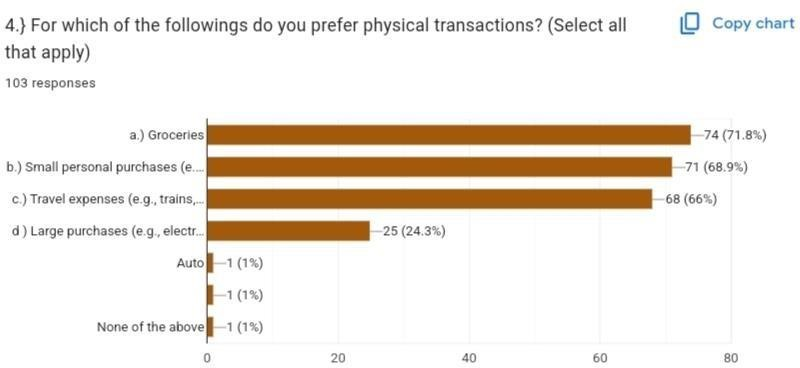 4.} For which of the followings do you prefer physical transactions? (Select all
that apply)
Copy chart
103 responses
a.) Groceries 74 (71.8%)
b.) Small personal purchases (e.... 71 (68.9%)
c.) Travel expenses (e.g., trains,... 68 (66%)
d ) Large purchases (e.g., electr... 25 (24.3%)
Auto 1 (1%)
1 (1%)
None of the above 1 (1%)
0 20 40 60 80